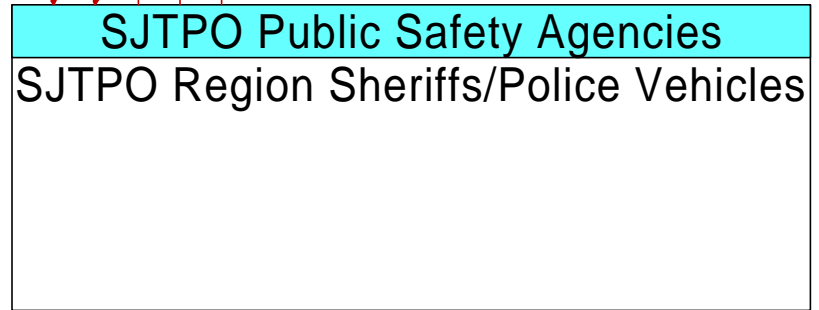 SJTPO Public Safety Agencies
SJTPO Region Sheriffs/Police Vehicles